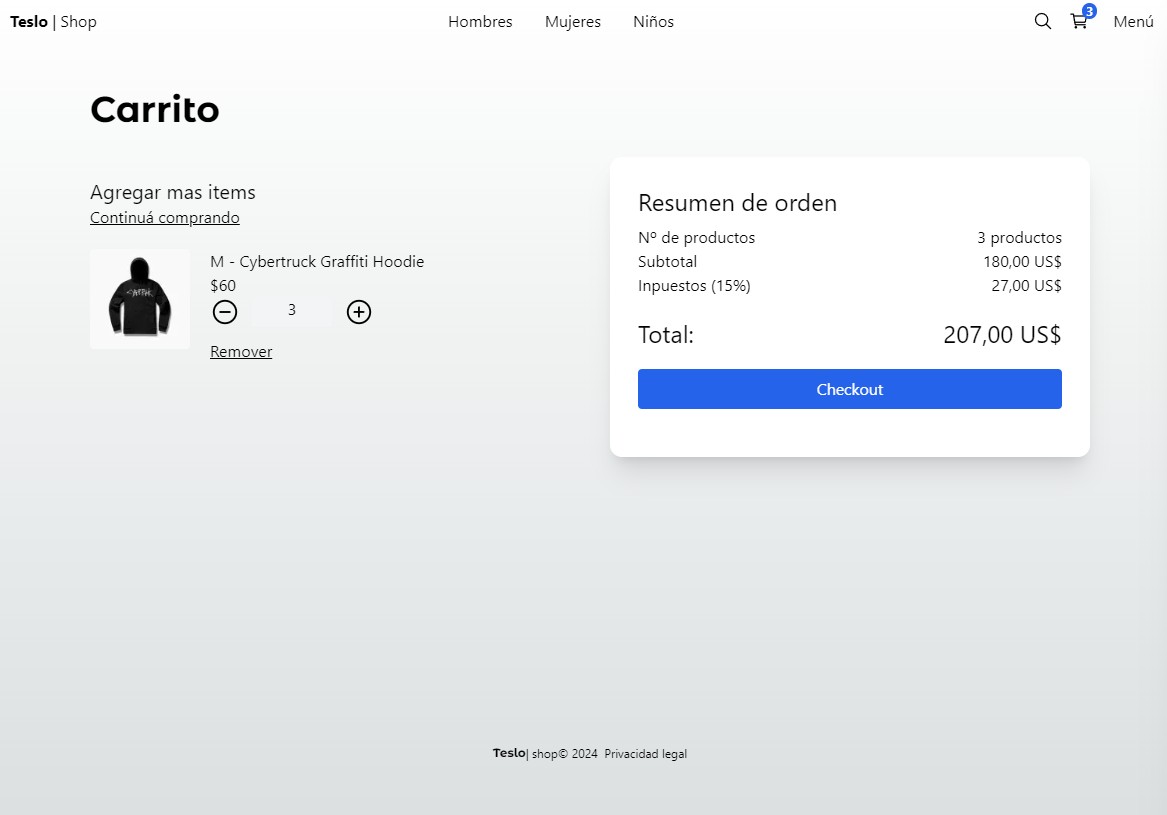 Teslo | Shop
Hombres Mujeres Niños
3
Menú
Carrito
Agregar mas items
Continuá comprando
M - Cybertruck Graffiti Hoodie
$60
3
Remover
Resumen de orden
Nº de productos 3 productos
Subtotal 180,00 US$
Inpuestos (15%) 27,00 US$
Total: 207,00 US$
Checkout
Teslo| shop© 2024 Privacidad legal